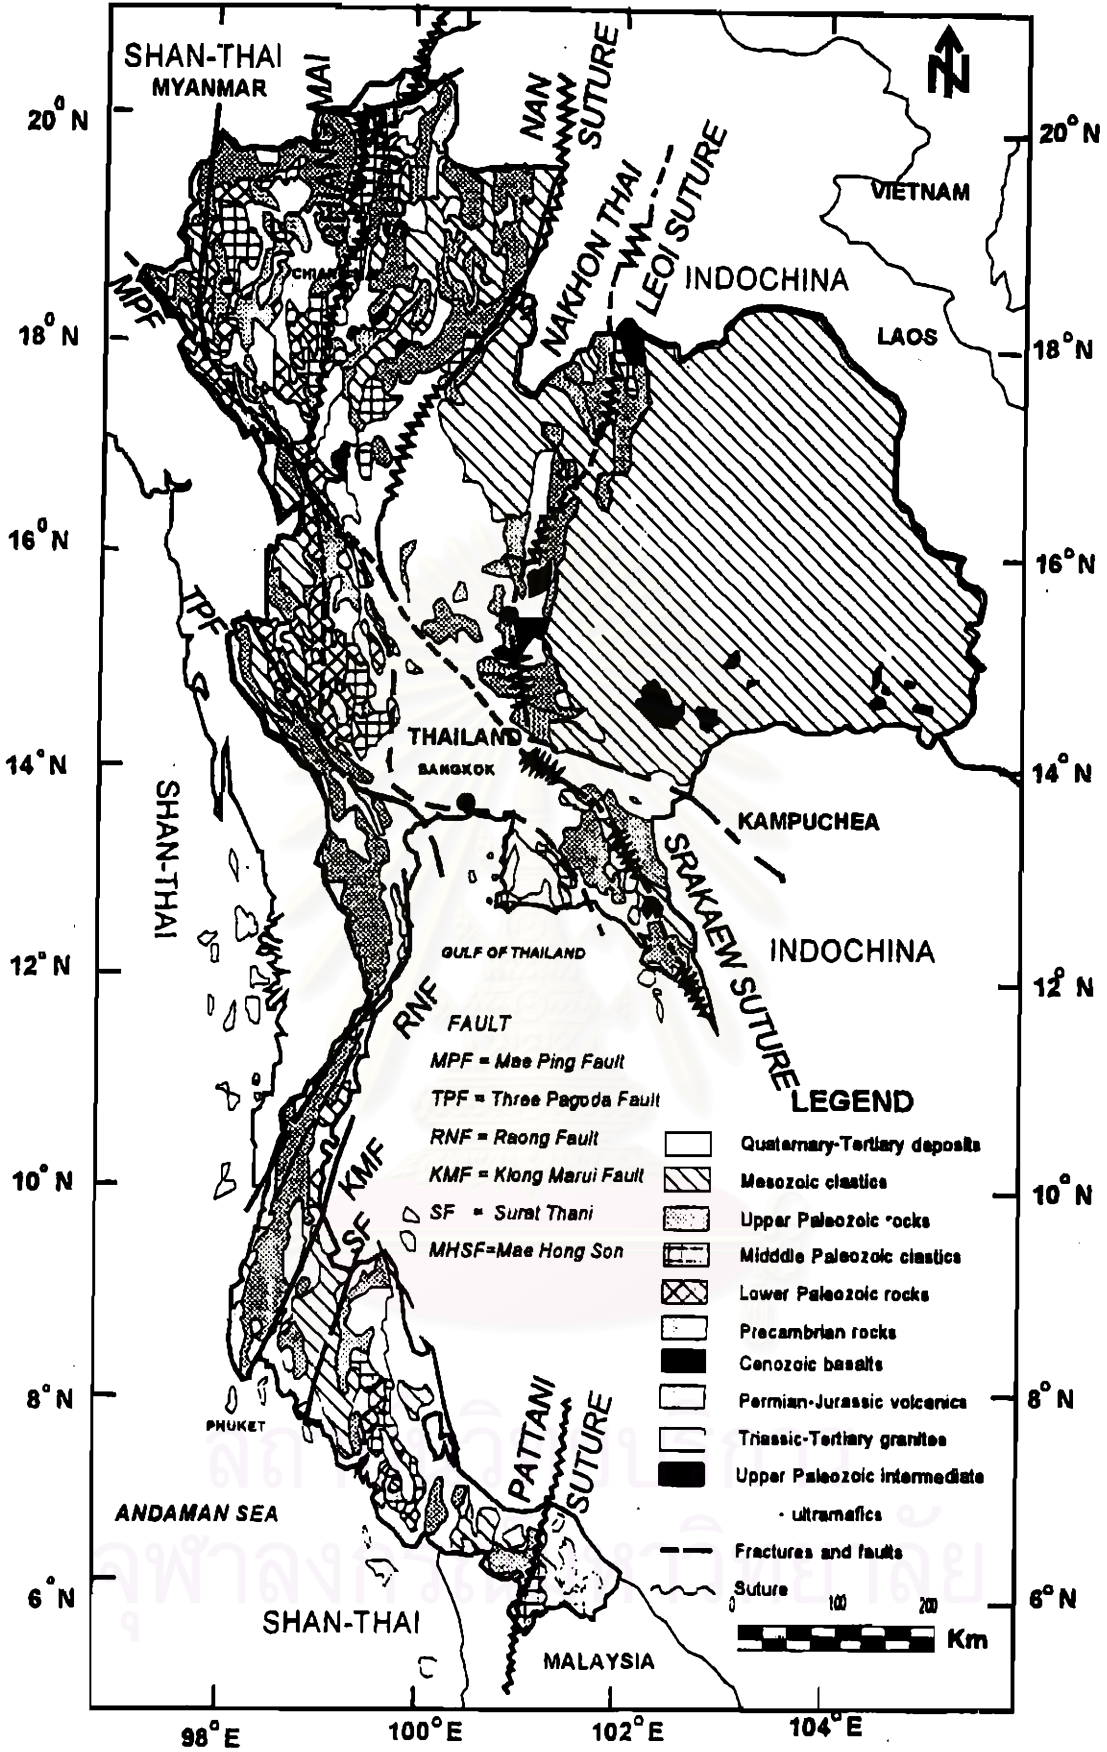 SHAN-THAI
MYANMAR
CHIANG MAI
NAN
SUTURE
NAKHON THAI
LEOI SUTURE
INDOCHINA
VIETNAM
LAOS
20° N
20° N
MPF
18° N
18° N
16° N
16° N
TPF
THAILAND
BANGKOK
14° N
14° N
KAMPUCHEA
SHAN-THAI
SRAKAEW SUTURE
INDOCHINA
GULF OF THAILAND
12° N
12° N
RNF
FAULT
MPF = Mae Ping Fault
TPF = Three Pagoda Fault
RNF = Raong Fault
KMF = Klong Marui Fault
SF = Surat Thani
MHSF=Mae Hong Son
KMF
SF
10° N
10° N
LEGEND
Quaternary-Tertiary deposits
Mesozoic clastics
Upper Paleozoic rocks
Midddle Paleozoic clastics
Lower Paleozoic rocks
Precambrian rocks
Cenozoic basalts
Permian-Jurassic volcanics
Triassic-Tertiary granites
Upper Paleozoic intermediate
- ultramafics
Fractures and faults
Suture
0 100 200
Km
8° N
8° N
PHUKET
PATTANI
SUTURE
ANDAMAN SEA
6° N
6° N
SHAN-THAI
MALAYSIA
98° E
100° E
102° E
104° E